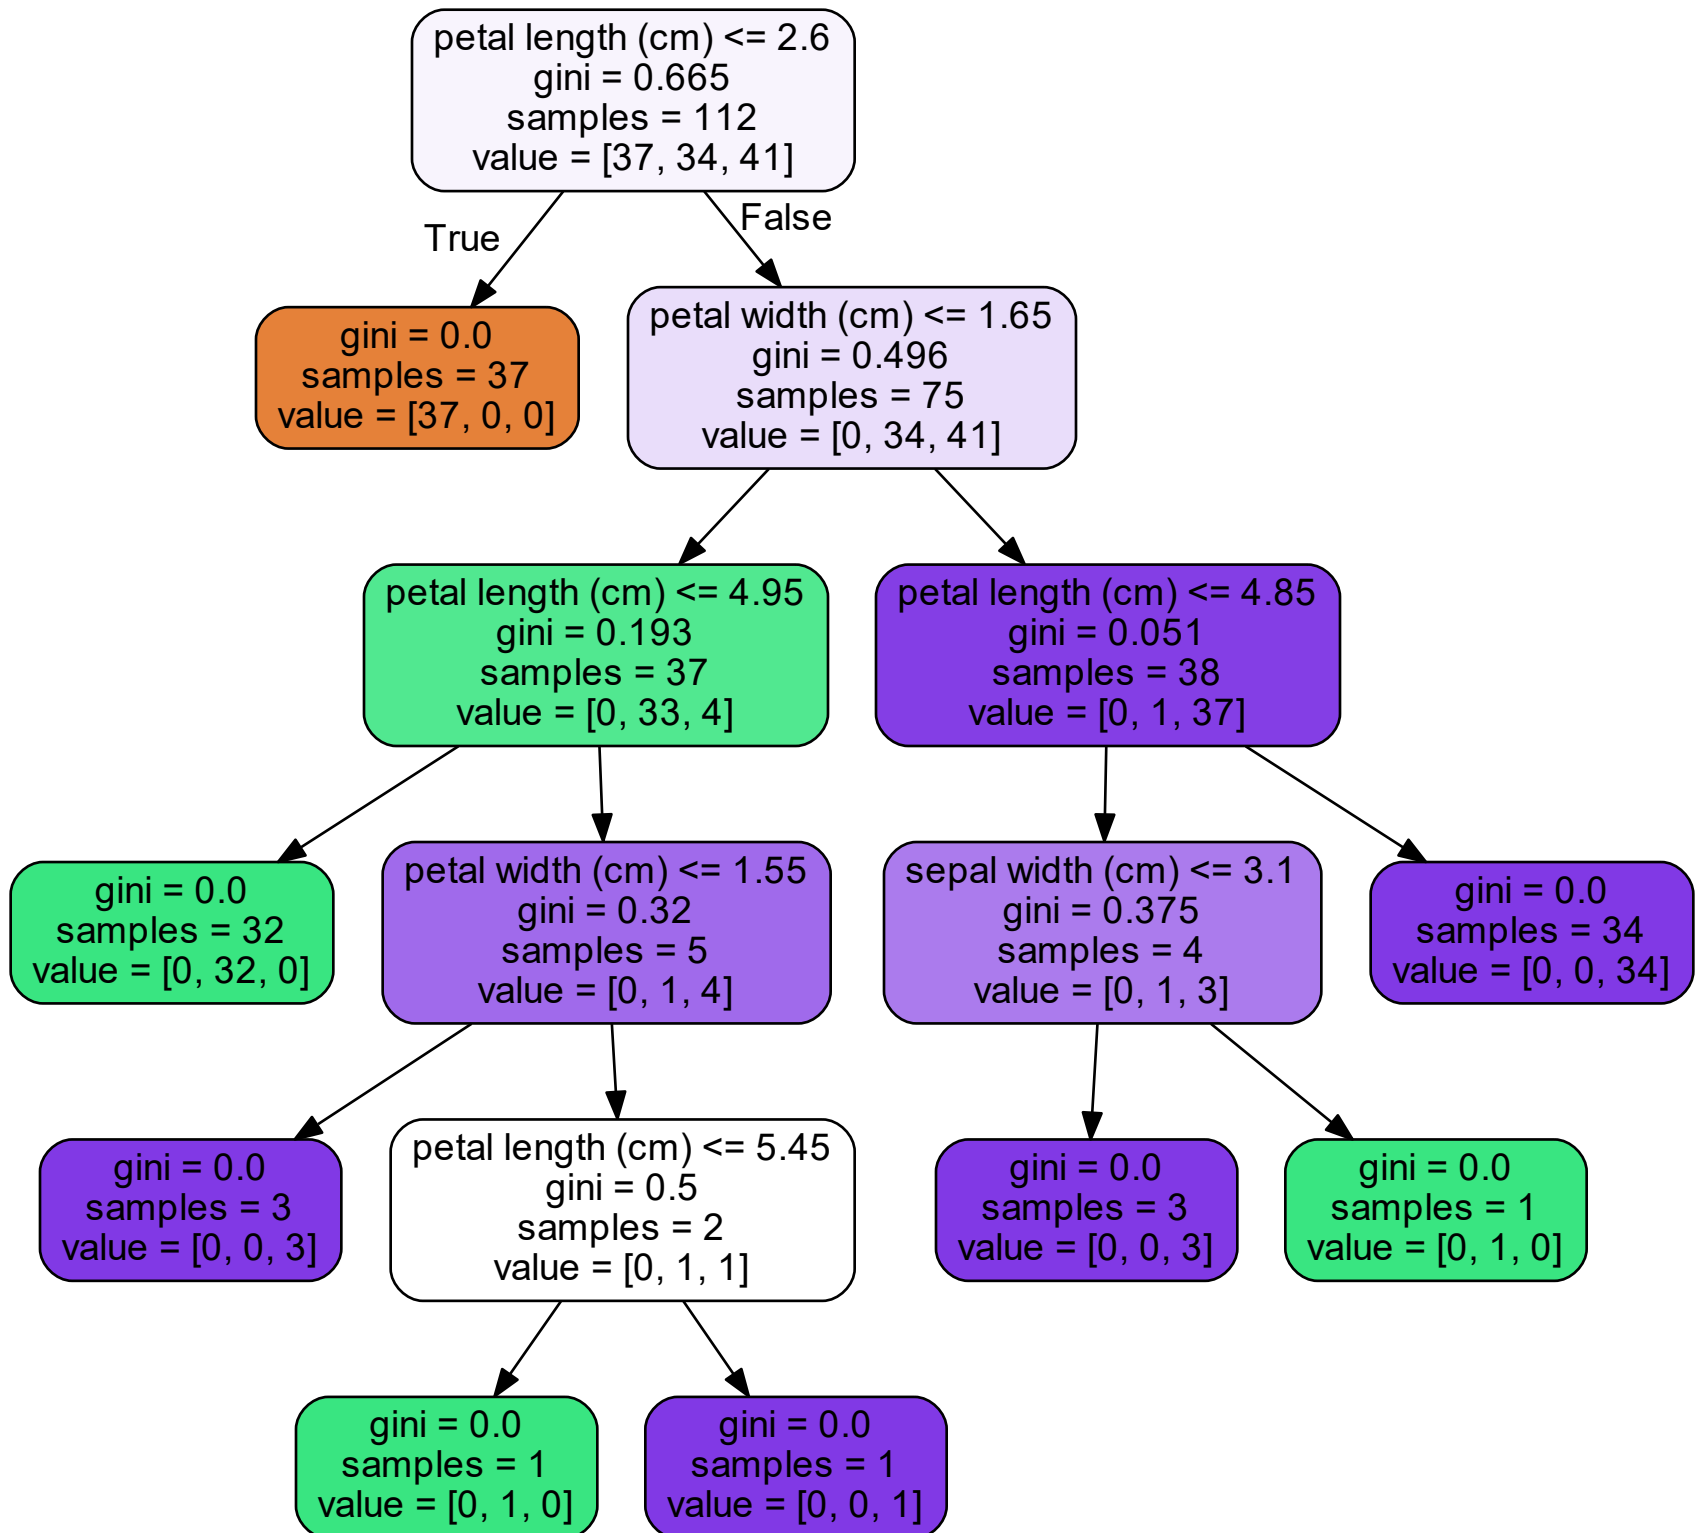 petal length (cm) <= 2.6
gini = 0.665
samples = 112
value = [37, 34, 41]
True
False
gini = 0.0
samples = 37
value = [37, 0, 0]
petal width (cm) <= 1.65
gini = 0.496
samples = 75
value = [0, 34, 41]
petal length (cm) <= 4.95
gini = 0.193
samples = 37
value = [0, 33, 4]
petal length (cm) <= 4.85
gini = 0.051
samples = 38
value = [0, 1, 37]
gini = 0.0
samples = 32
value = [0, 32, 0]
petal width (cm) <= 1.55
gini = 0.32
samples = 5
value = [0, 1, 4]
sepal width (cm) <= 3.1
gini = 0.375
samples = 4
value = [0, 1, 3]
gini = 0.0
samples = 34
value = [0, 0, 34]
gini = 0.0
samples = 3
value = [0, 0, 3]
petal length (cm) <= 5.45
gini = 0.5
samples = 2
value = [0, 1, 1]
gini = 0.0
samples = 3
value = [0, 0, 3]
gini = 0.0
samples = 1
value = [0, 1, 0]
gini = 0.0
samples = 1
value = [0, 1, 0]
gini = 0.0
samples = 1
value = [0, 0, 1]